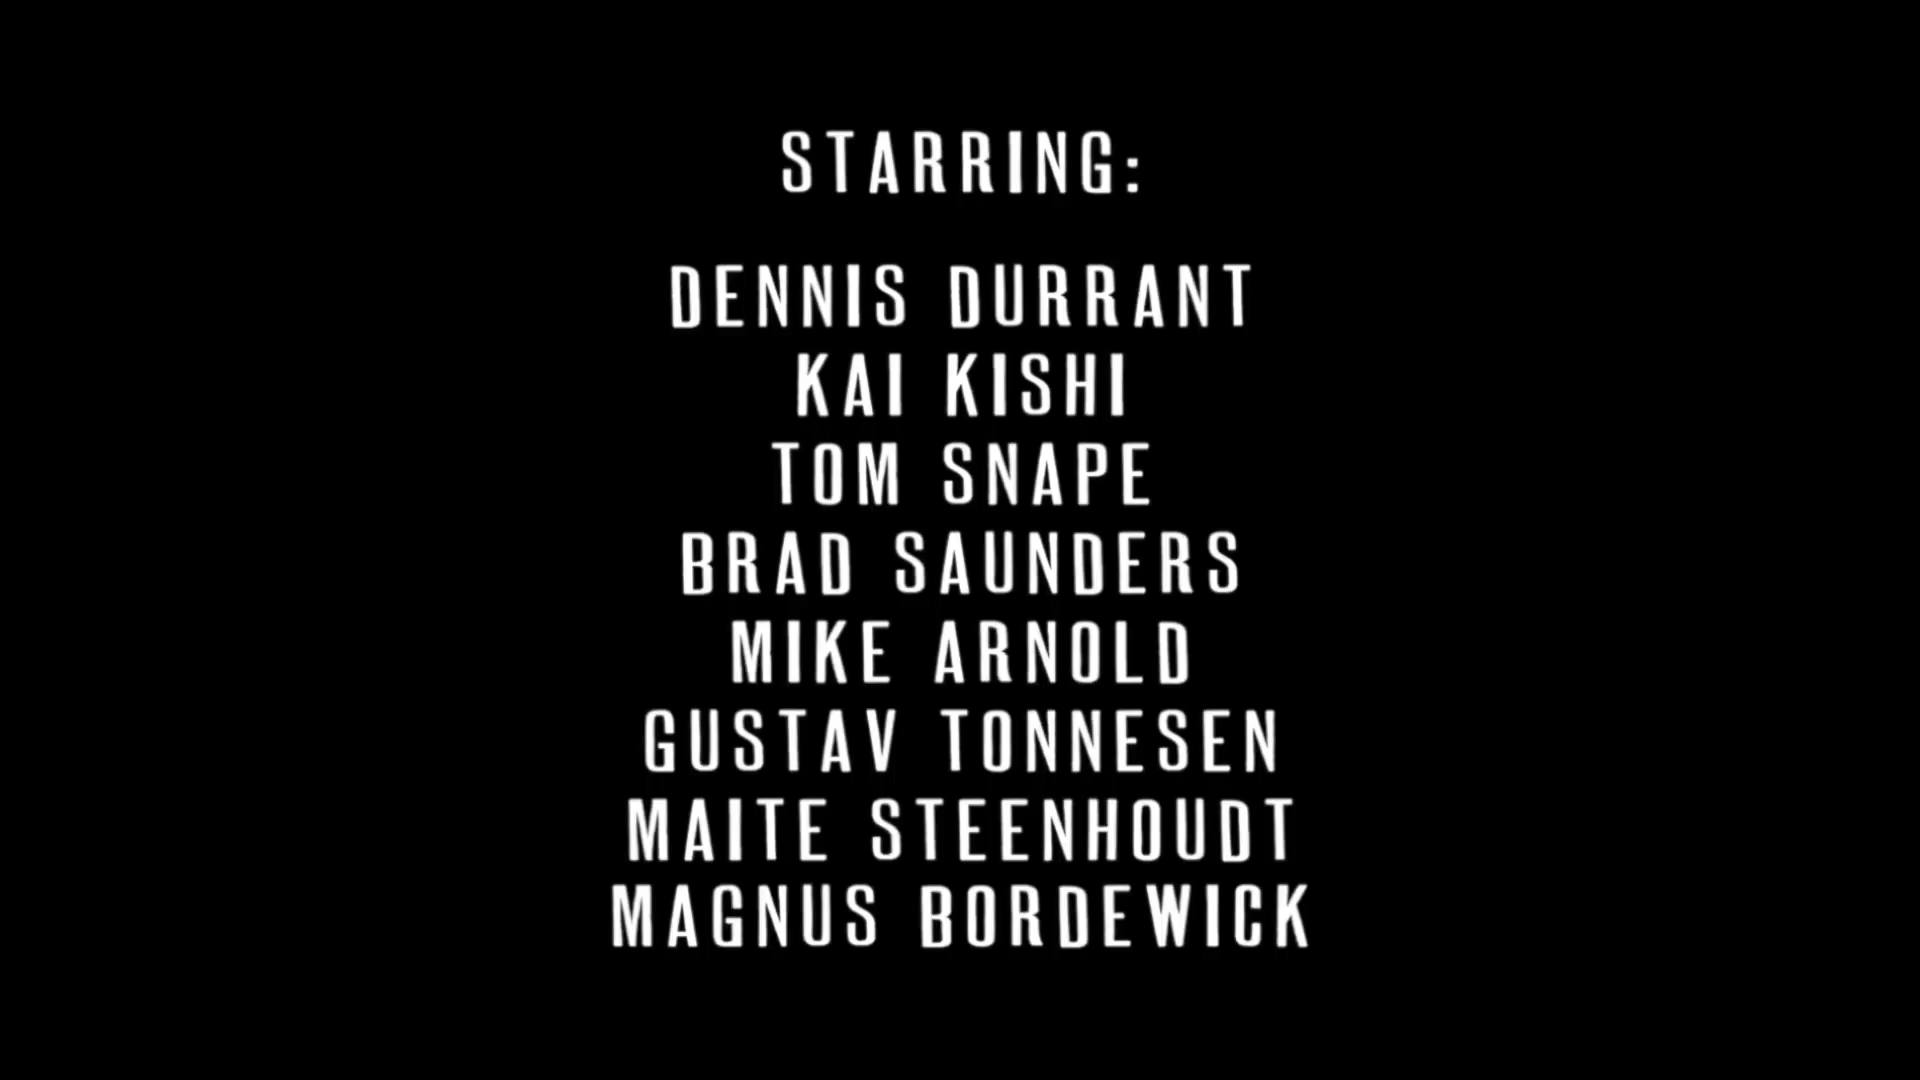 STARRING:
DENNIS DURRANT
KAI KISHI
TOM SNAPE
BRAD SAUNDERS
MIKE ARNOLD
GUSTAV TONNESEN
MAITE STEENHOUDT
MAGNUS BORDEWICK